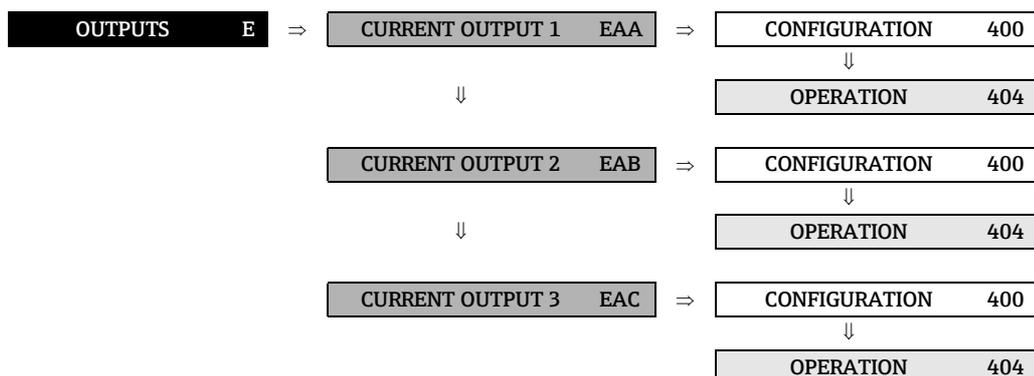 OUTPUTS E ⇒ CURRENT OUTPUT 1 EAA ⇒ CONFIGURATION 400
⇓
⇓ OPERATION 404
CURRENT OUTPUT 2 EAB ⇒ CONFIGURATION 400
⇓
⇓ OPERATION 404
CURRENT OUTPUT 3 EAC ⇒ CONFIGURATION 400
⇓
OPERATION 404